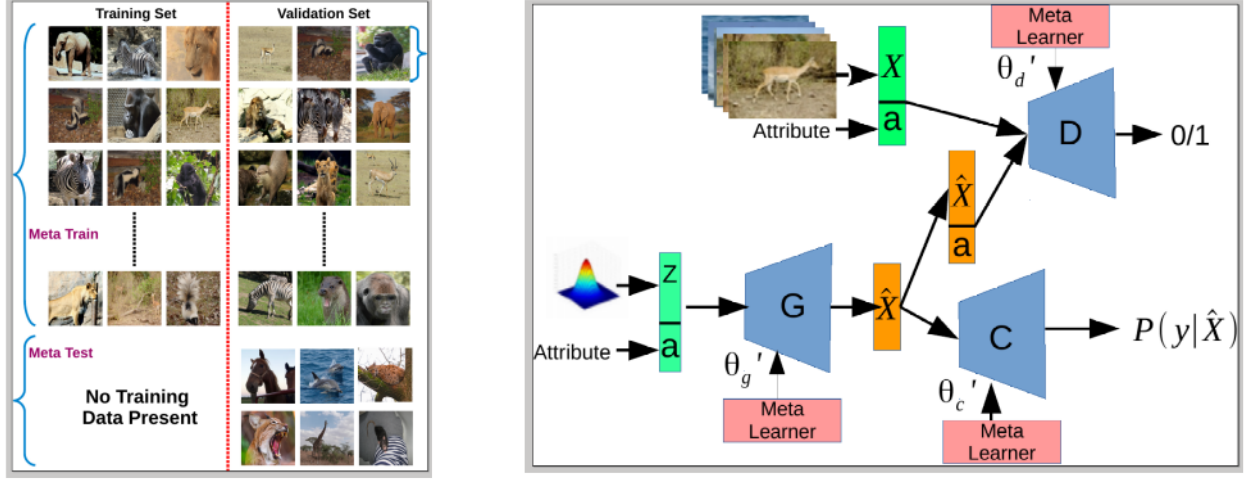 Training Set
Validation Set
Meta Train
Meta Test
No Training
Data Present
Meta
Learner
θd'
X
a
Attribute
D
0/1
X̂
a
z
a
Attribute
G
X̂
C
P(y|X̂)
θg'
θc'
Meta
Learner
Meta
Learner